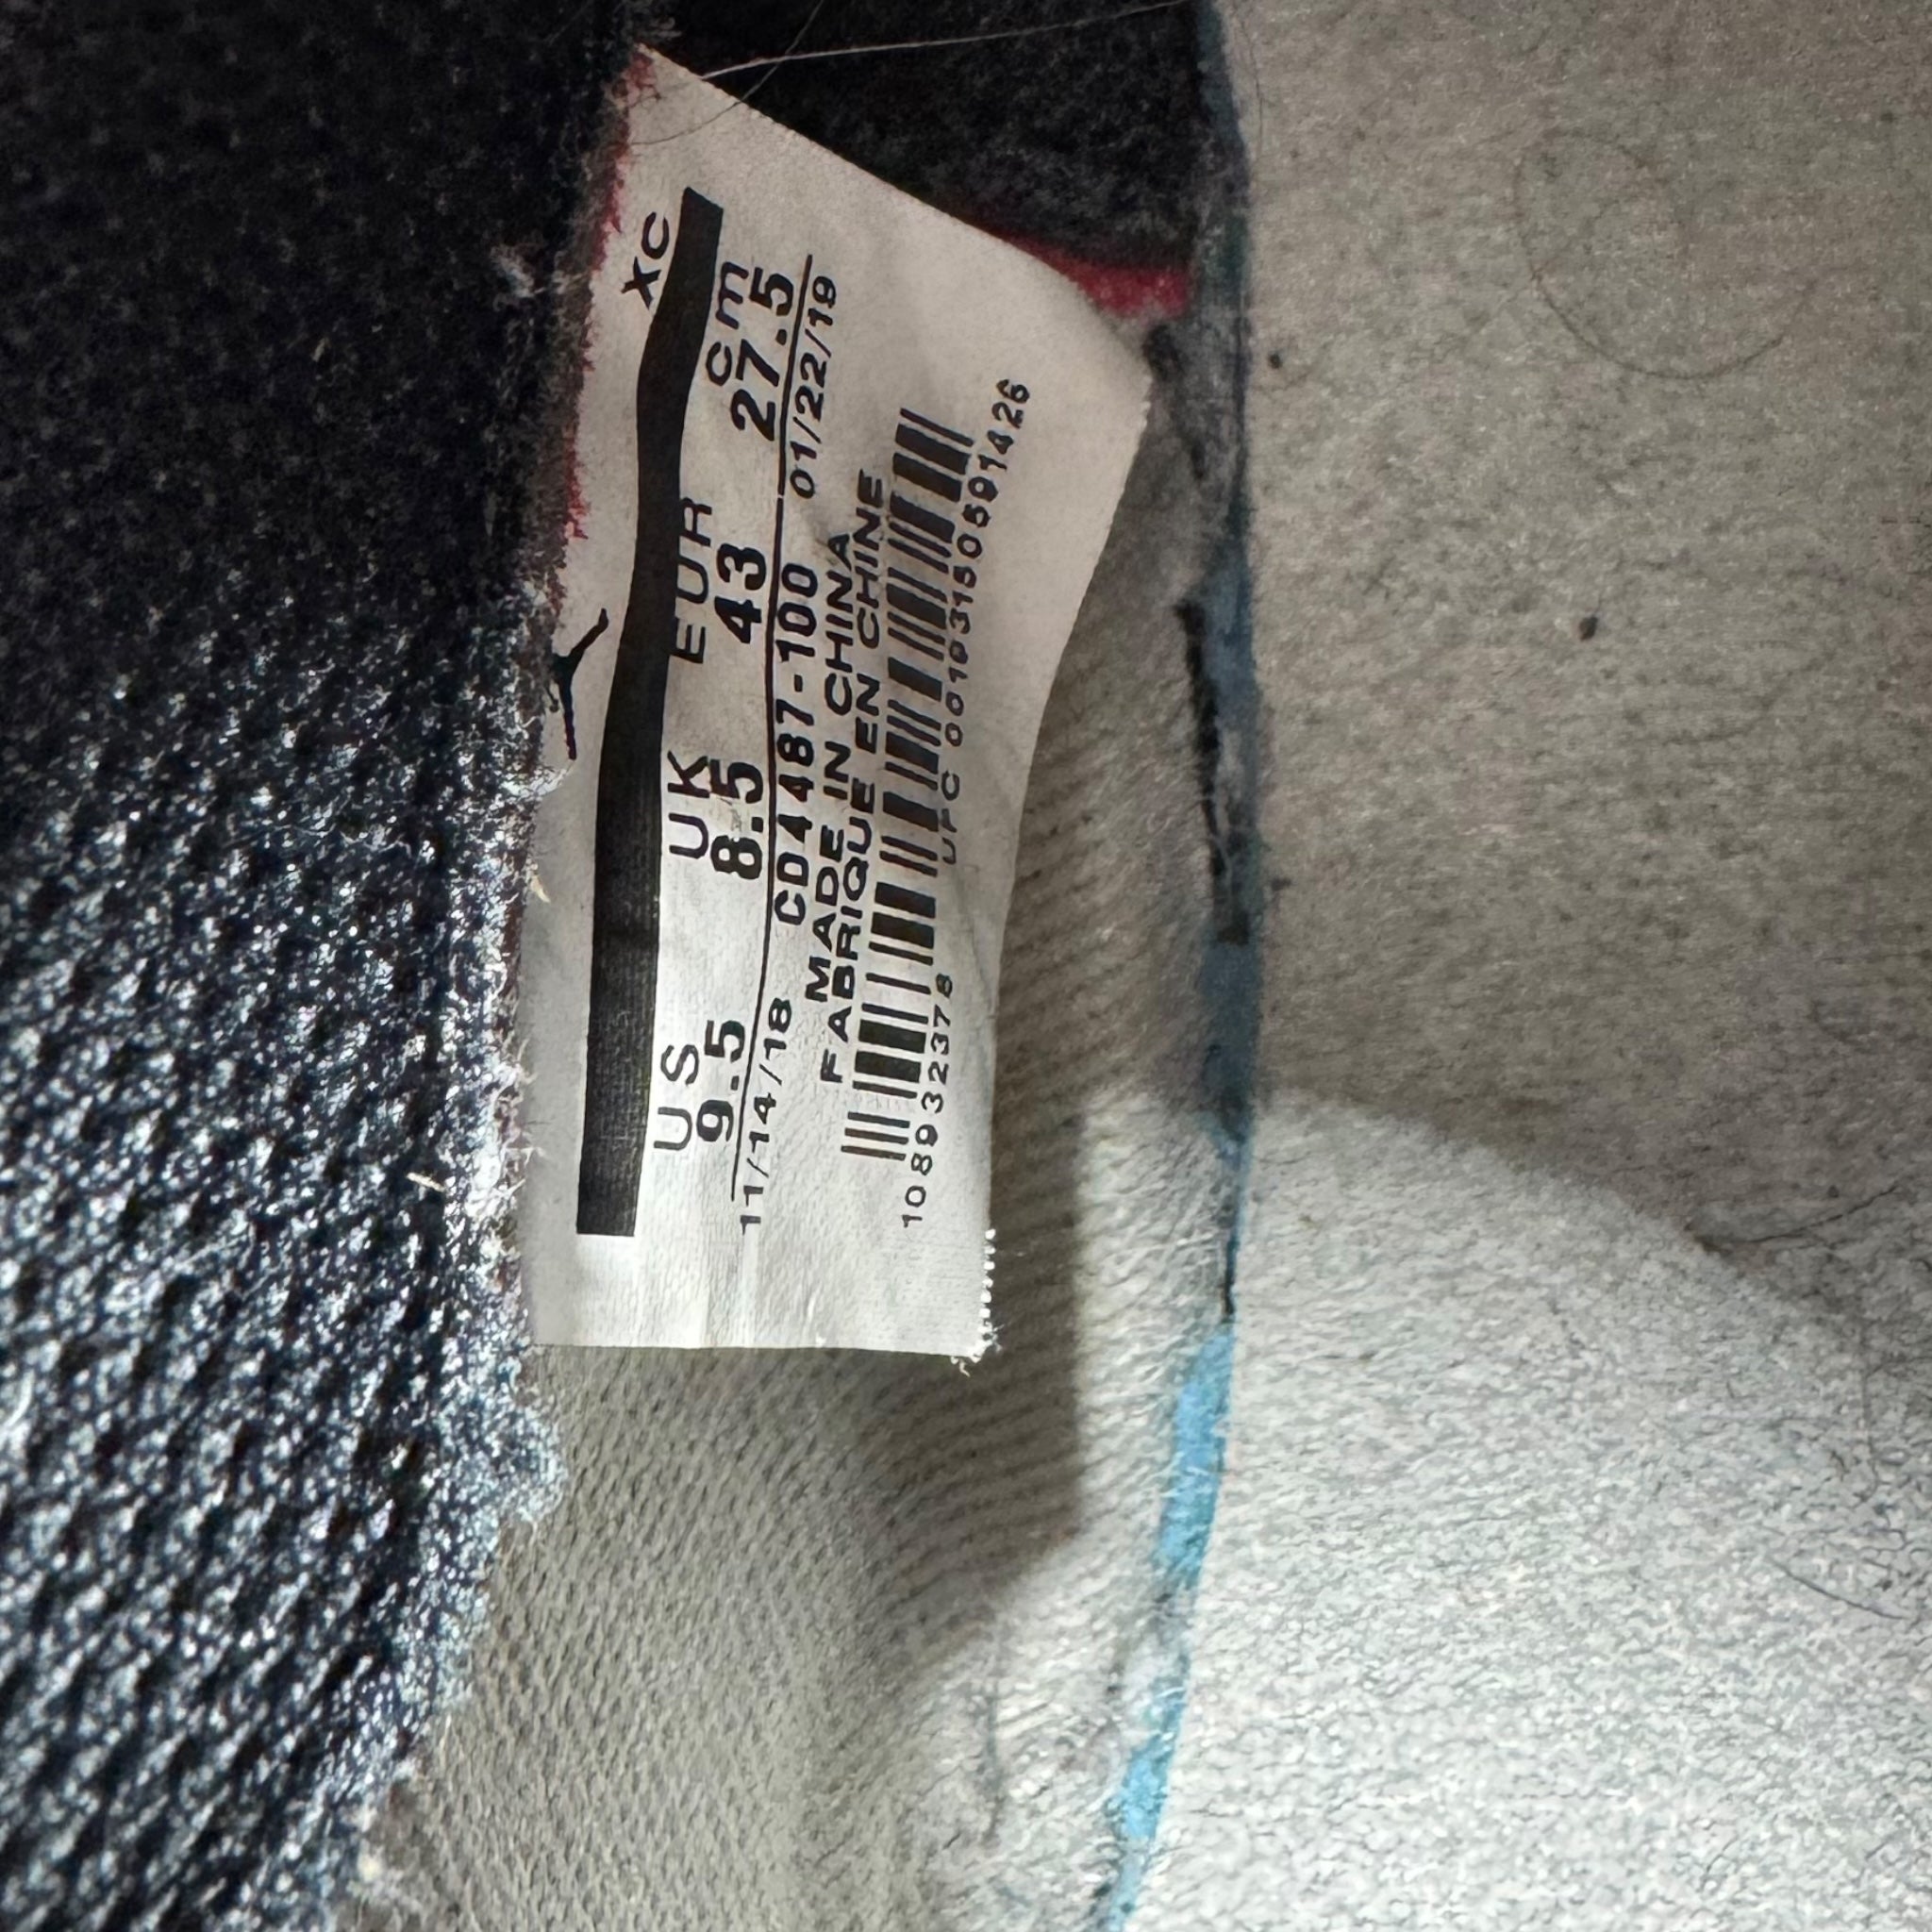 XC
US UK EUR cm
9.5 8.5 43 27.5
11/14/18 CD4487-100 01/22/19
MADE IN CHINA
FABRIQUE EN CHINE
1089323778 UPC 00193150591426